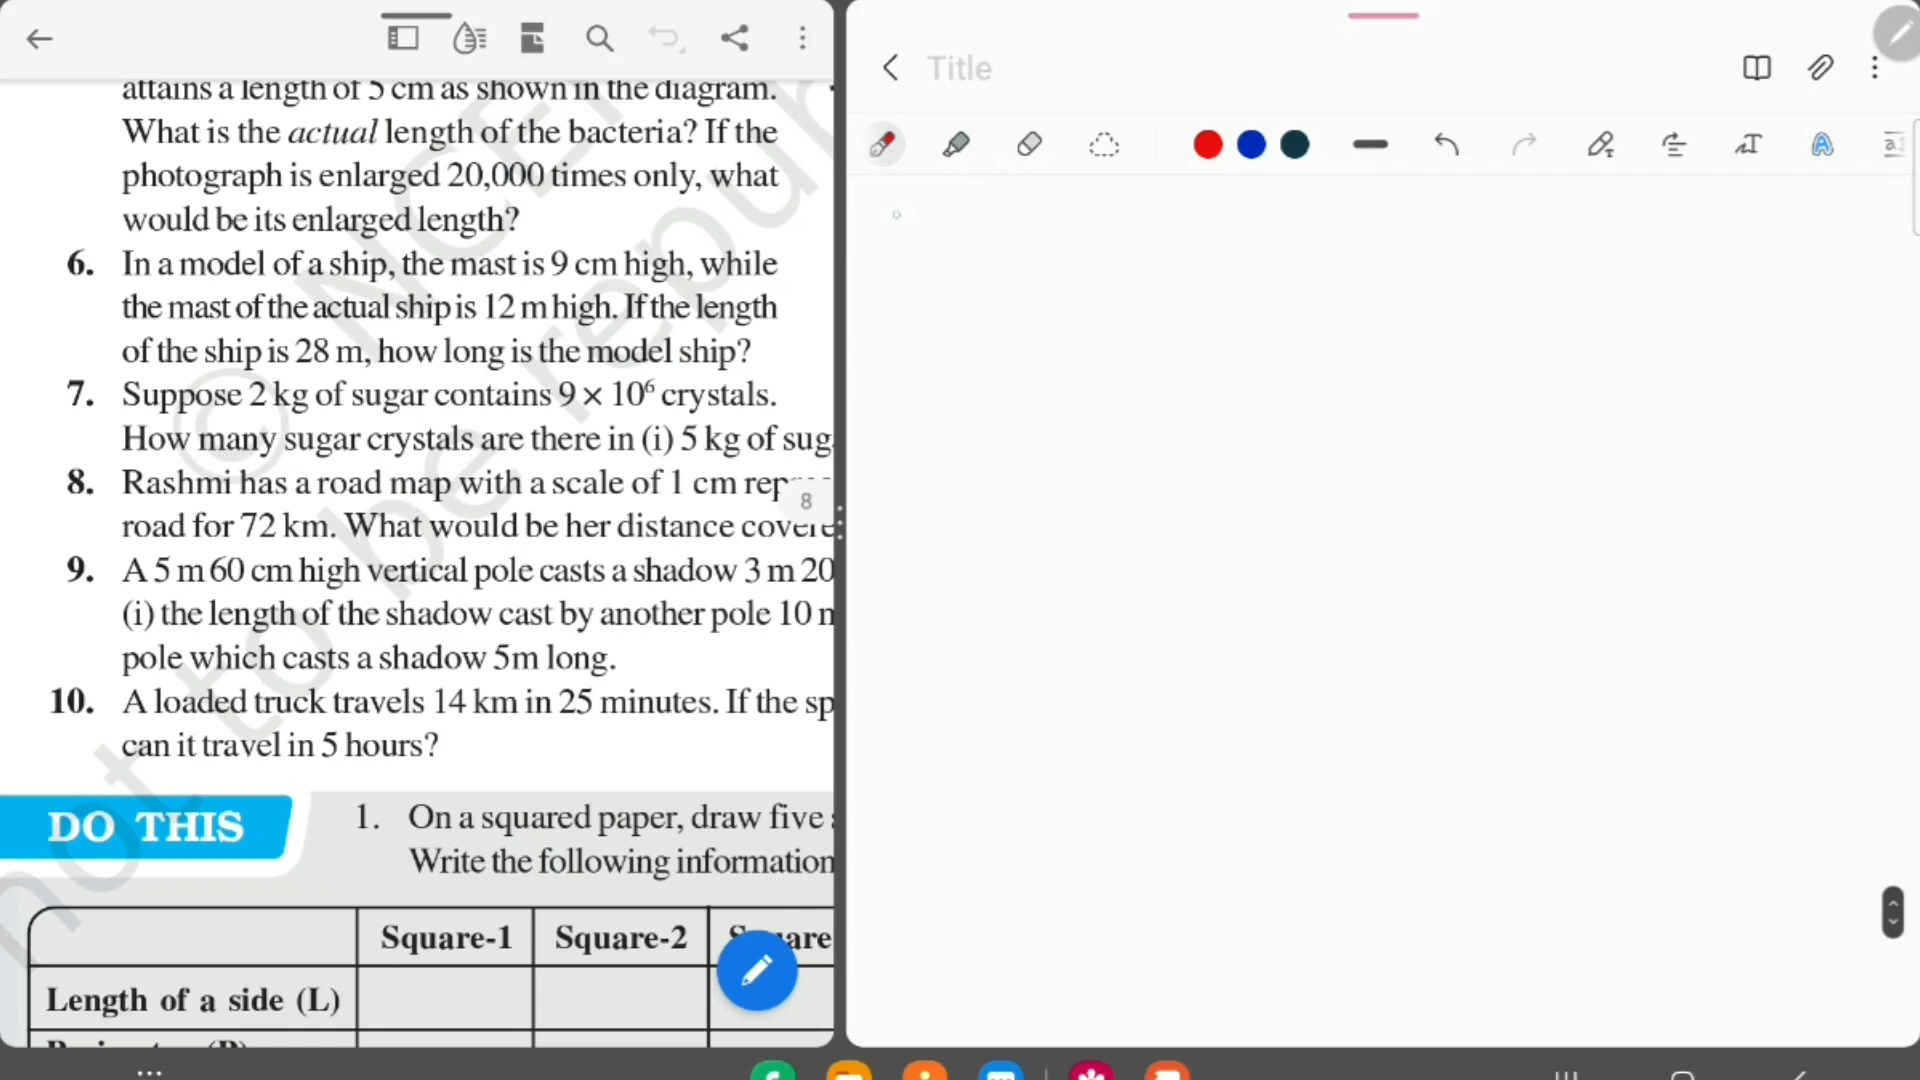 Title
attains a length of 5 cm as shown in the diagram.
What is the actual length of the bacteria? If the
photograph is enlarged 20,000 times only, what
would be its enlarged length?
6. In a model of a ship, the mast is 9 cm high, while
the mast of the actual ship is 12 m high. If the length
of the ship is 28 m, how long is the model ship?
7. Suppose 2 kg of sugar contains 9 × 10⁶ crystals.
How many sugar crystals are there in (i) 5 kg of
8. Rashmi has a road map with a scale of 1 cm
road for 72 km. What would be her distance
8
9. A 5 m 60 cm high vertical pole casts a shadow 3 m 20
(i) the length of the shadow cast by another pole 10
pole which casts a shadow 5m long.
10. A loaded truck travels 14 km in 25 minutes. If the
can it travel in 5 hours?
DO THIS
1. On a squared paper, draw five
Write the following information
Square-1 Square-2
Length of a side (L)
©
not to be